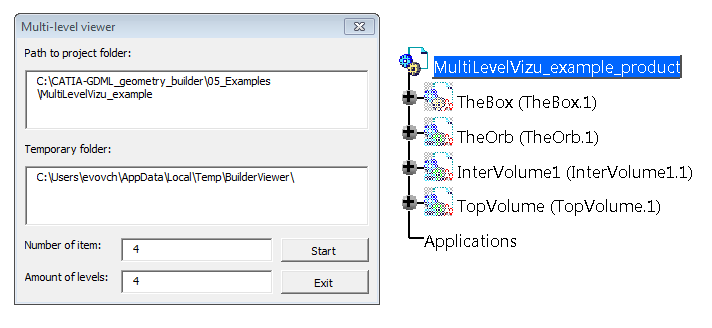 Multi-level viewer
Path to project folder:
C:\CATIA-GDML_geometry_builder\05_Examples
\MultiLevelVizu_example
Temporary folder:
C:\Users\evovch\AppData\Local\Temp\BuilderViewer\
Number of item:
4
Start
Amount of levels:
4
Exit
MultiLevelVizu_example_product
TheBox (TheBox.1)
TheOrb (TheOrb.1)
InterVolume1 (InterVolume1.1)
TopVolume (TopVolume.1)
Applications